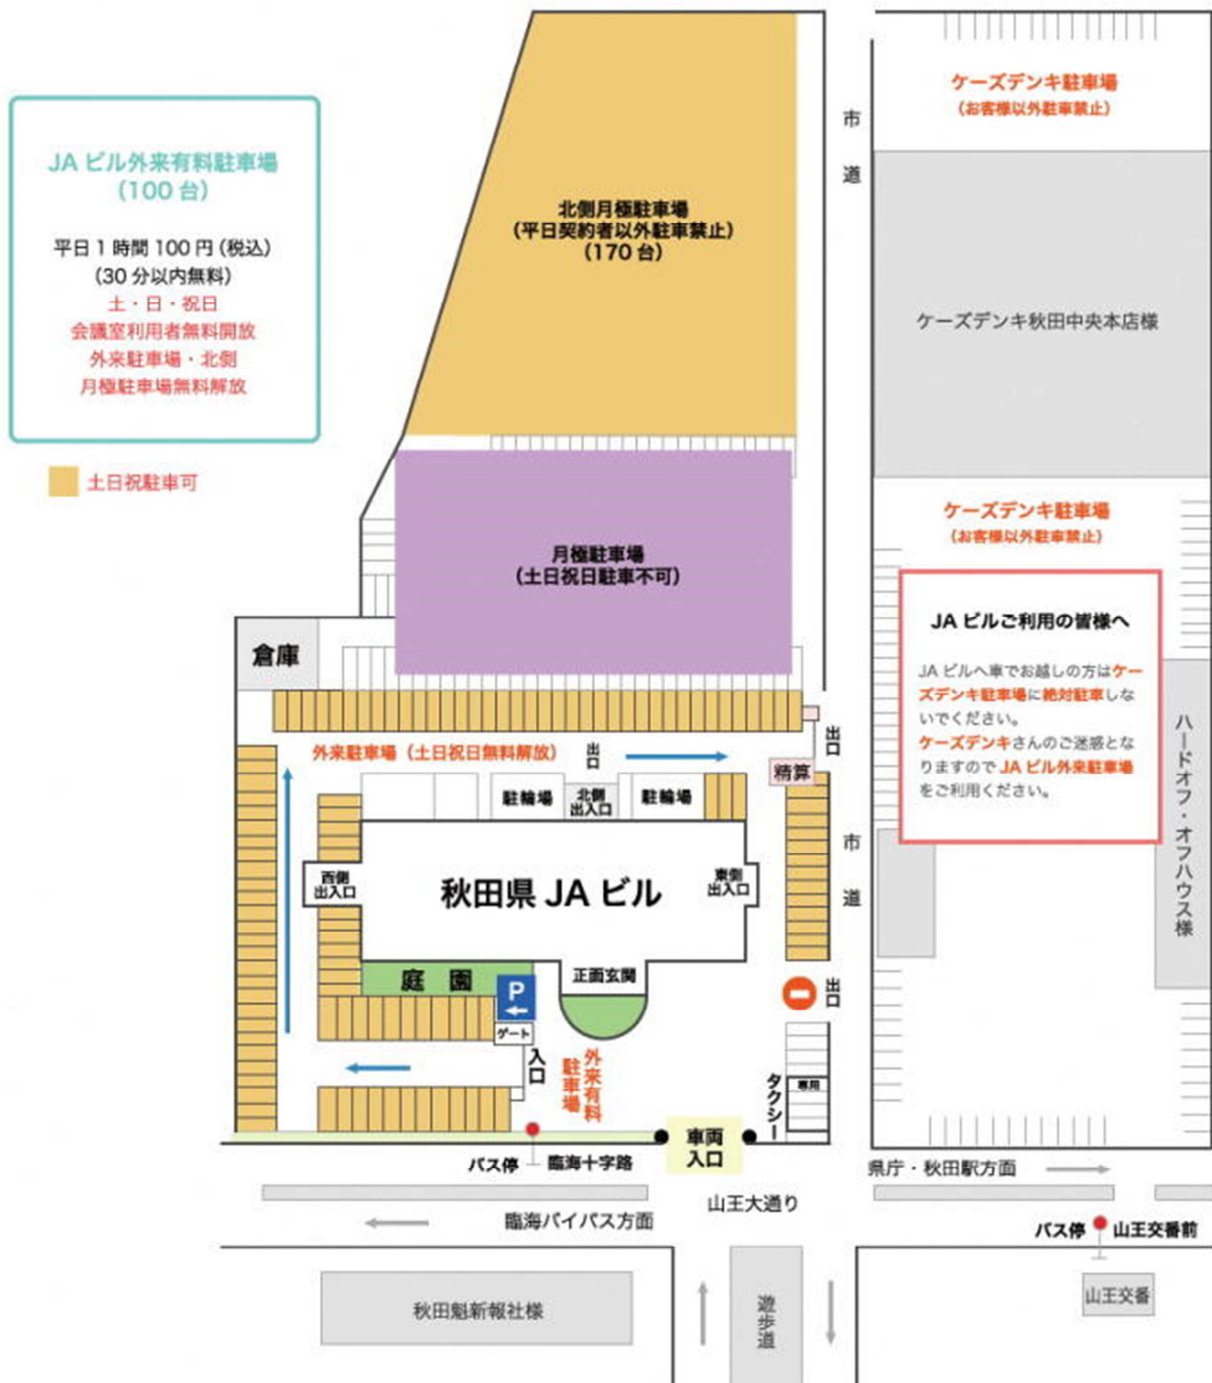 JA ビル外来有料駐車場
(100 台)
平日 1 時間 100 円 (税込)
(30 分以内無料)
土・日・祝日
会議室利用者無料開放
外来駐車場・北側
月極駐車場無料解放
土日祝駐車可
北側月極駐車場
(平日契約者以外駐車禁止)
(170 台)
市道
ケーズデンキ駐車場
(お客様以外駐車禁止)
ケーズデンキ秋田中央本店様
ケーズデンキ駐車場
(お客様以外駐車禁止)
月極駐車場
(土日祝日駐車不可)
JA ビルご利用の皆様へ
JA ビルへ車でお越しの方はケー
ズデンキ駐車場に絶対駐車しな
いでください。
ケーズデンキさんのご迷惑とな
りますので JA ビル外来駐車場
をご利用ください。
ハードオフ・オフハウス様
倉庫
外来駐車場（土日祝日無料解放）
出口
出口
精算
駐輪場
北側
出入口
駐輪場
西側
出入口
秋田県 JA ビル
東側
出入口
市道
庭園
P
正面玄関
ゲート
入口
外来有料
駐車場
出口
タクシー
専用
車両
入口
バス停
臨海十字路
県庁・秋田駅方面
山王大通り
臨海バイパス方面
バス停
山王交番前
秋田魁新報社様
遊歩道
山王交番